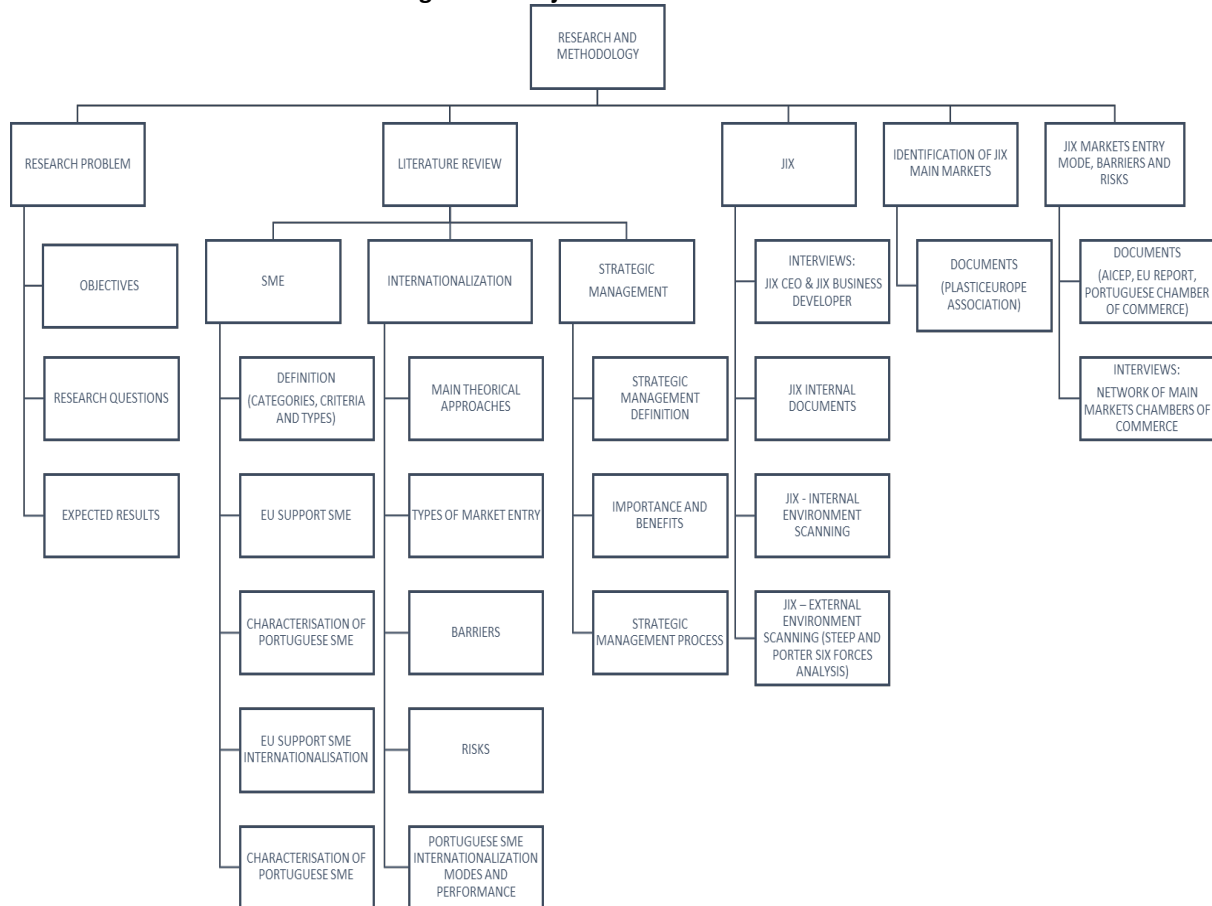 RESEARCH AND
METHODOLOGY
RESEARCH PROBLEM
OBJECTIVES
RESEARCH QUESTIONS
EXPECTED RESULTS
LITERATURE REVIEW
SME
DEFINITION
(CATEGORIES, CRITERIA
AND TYPES)
EU SUPPORT SME
CHARACTERISATION OF
PORTUGUESE SME
EU SUPPORT SME
INTERNATIONALISATION
CHARACTERISATION OF
PORTUGUESE SME
INTERNATIONALIZATION
MAIN THEORICAL
APPROACHES
TYPES OF MARKET ENTRY
BARRIERS
RISKS
PORTUGUESE SME
INTERNATIONALIZATION
MODES AND
PERFORMANCE
STRATEGIC
MANAGEMENT
STRATEGIC
MANAGEMENT
DEFINITION
IMPORTANCE AND
BENEFITS
STRATEGIC
MANAGEMENT PROCESS
JIX
INTERVIEWS:
JIX CEO & JIX BUSINESS
DEVELOPER
JIX INTERNAL
DOCUMENTS
JIX - INTERNAL
ENVIRONMENT
SCANNING
JIX – EXTERNAL
ENVIRONMENT
SCANNING (STEEP AND
PORTER SIX FORCES
ANALYSIS)
IDENTIFICATION OF JIX
MAIN MARKETS
DOCUMENTS
(PLASTICEUROPE
ASSOCIATION)
JIX MARKETS ENTRY
MODE, BARRIERS AND
RISKS
DOCUMENTS
(AICEP, EU REPORT,
PORTUGUESE CHAMBER
OF COMMERCE)
INTERVIEWS:
NETWORK OF MAIN
MARKETS CHAMBERS OF
COMMERCE